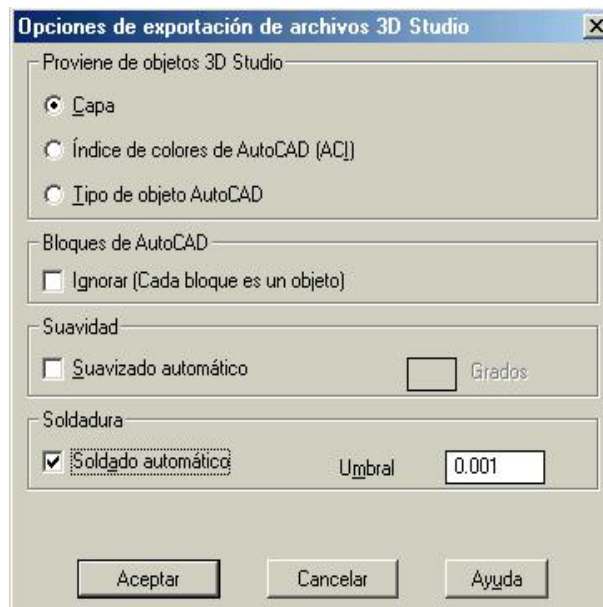 Opciones de exportación de archivos 3D Studio
Proviene de objetos 3D Studio
Capa
Índice de colores de AutoCAD (ACI)
Tipo de objeto AutoCAD
Bloques de AutoCAD
Ignorar (Cada bloque es un objeto)
Suavidad
Suavizado automático Grados
Soldadura
Soldado automático Umbral 0.001
Aceptar Cancelar Ayuda